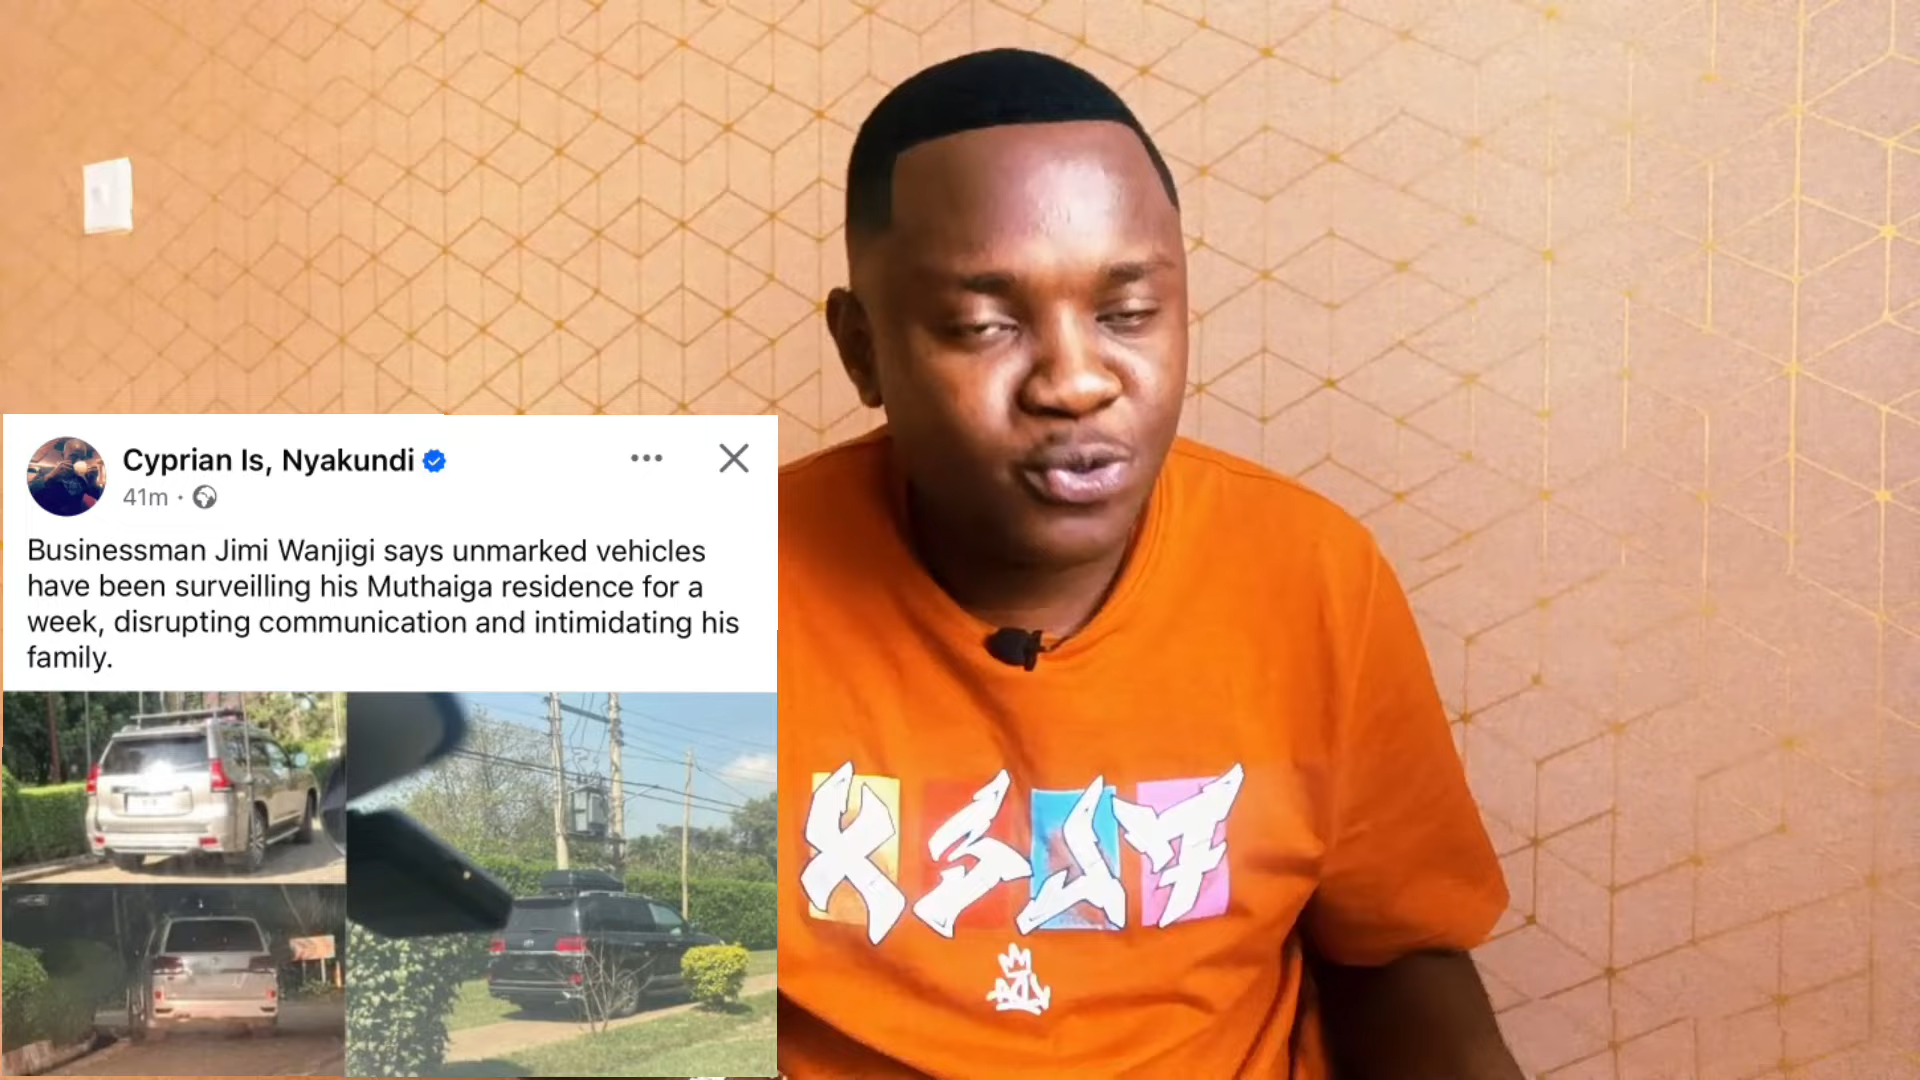 Cyprian Is, Nyakundi
41m
Businessman Jimi Wanjigi says unmarked vehicles
have been surveilling his Muthaiga residence for a
week, disrupting communication and intimidating his
family.